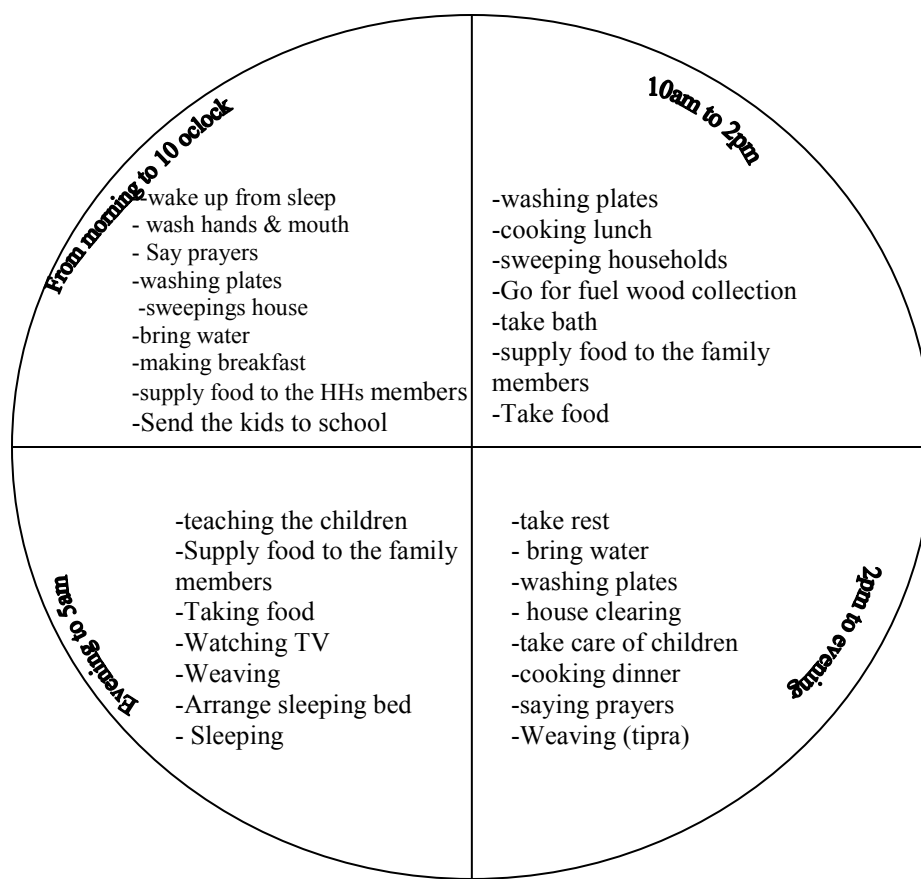 From morning to 10 oclock
-wake up from sleep
- wash hands & mouth
- Say prayers
-washing plates
-sweepings house
-bring water
-making breakfast
-supply food to the HHs members
-Send the kids to school
10am to 2pm
-washing plates
-cooking lunch
-sweeping households
-Go for fuel wood collection
-take bath
-supply food to the family
members
-Take food
Evening to 5am
-teaching the children
-Supply food to the family
members
-Taking food
-Watching TV
-Weaving
-Arrange sleeping bed
- Sleeping
2pm to evening
-take rest
- bring water
-washing plates
- house clearing
-take care of children
-cooking dinner
-saying prayers
-Weaving (tipra)